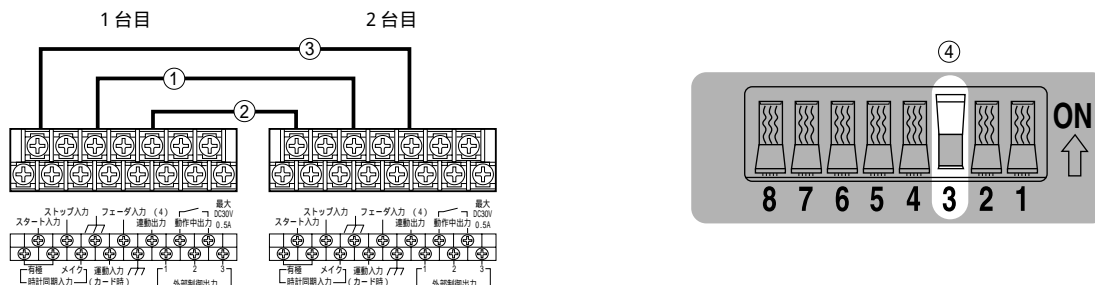 1台目 2台目
③
①
②
スタート入力 ストップ入力 フェーダ入力 (4) 連動出力 動作中出力 最大 DC30V 0.5A
有極 メイク 連動入力 1 2 3
時計同期入力 (カード時) 外部制御出力
スタート入力 ストップ入力 フェーダ入力 (4) 連動出力 動作中出力 最大 DC30V 0.5A
有極 メイク 連動入力 1 2 3
時計同期入力 (カード時) 外部制御出力
④
ON
8 7 6 5 4 3 2 1